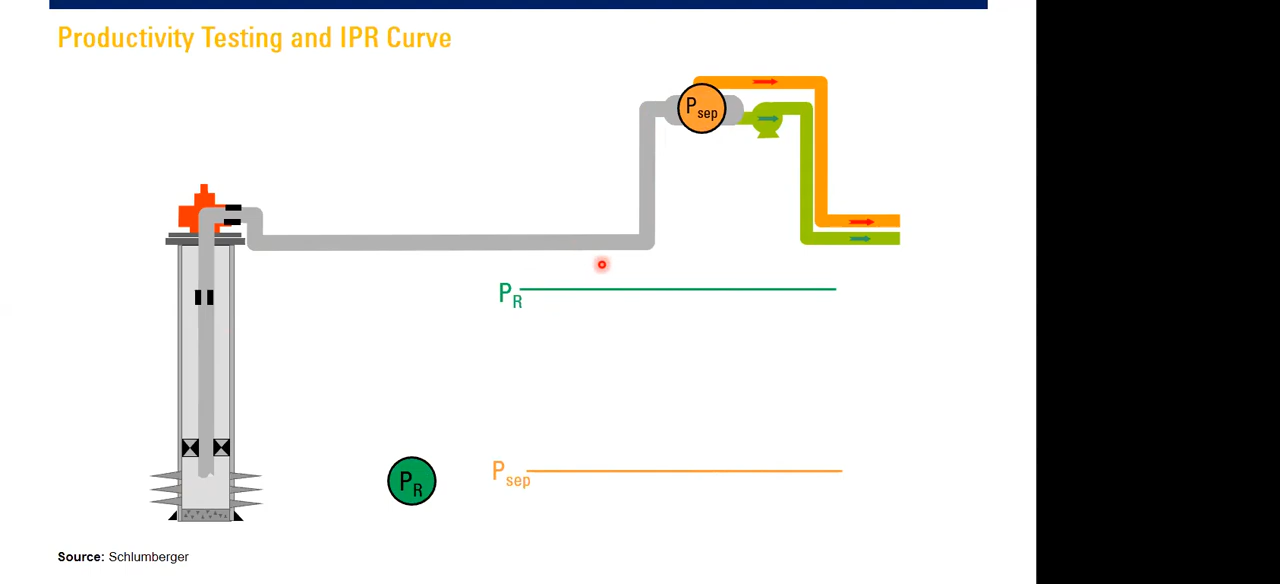 Productivity Testing and IPR Curve
Psep
PR
PR
Psep
Source: Schlumberger